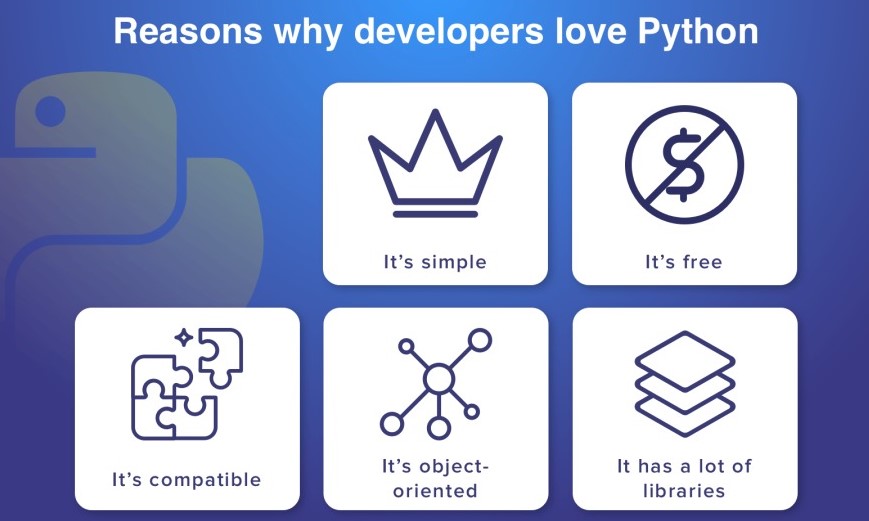 Reasons why developers love Python
It’s simple
It’s free
It’s compatible
It’s object-
oriented
It has a lot of
libraries